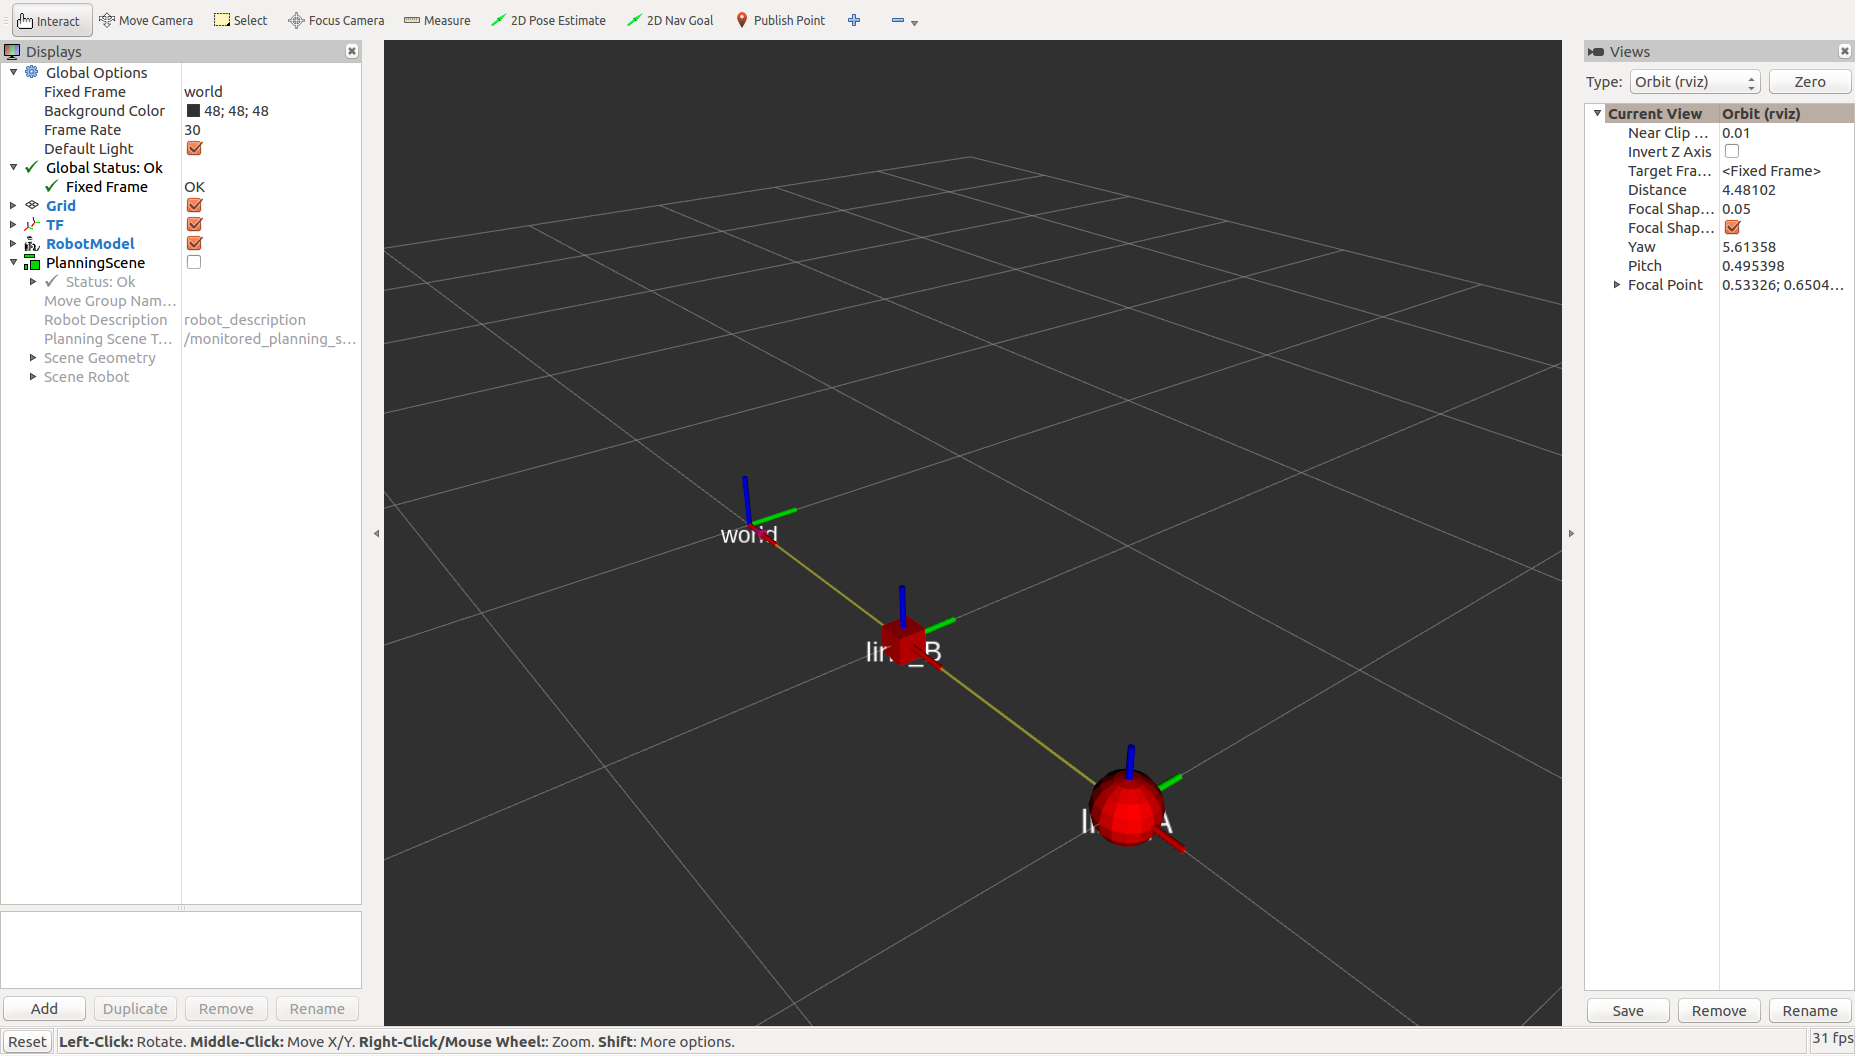 Interact Move Camera Select Focus Camera Measure 2D Pose Estimate 2D Nav Goal Publish Point
Displays
Global Options
Fixed Frame world
Background Color 48; 48; 48
Frame Rate 30
Default Light
Global Status: Ok
Fixed Frame OK
Grid
TF
RobotModel
PlanningScene
Status: Ok
Move Group Nam...
Robot Description robot_description
Planning Scene T... /monitored_planning_s...
Scene Geometry
Scene Robot
Add Duplicate Remove Rename
world
Views
Type: Orbit (rviz) Zero
Current View Orbit (rviz)
Near Clip ... 0.01
Invert Z Axis
Target Fra... <Fixed Frame>
Distance 4.48102
Focal Shap... 0.05
Focal Shap...
Yaw 5.61358
Pitch 0.495398
Focal Point 0.53326; 0.6504...
Save Remove Rename
Reset Left-Click: Rotate. Middle-Click: Move X/Y. Right-Click/Mouse Wheel:: Zoom. Shift: More options. 31 fps